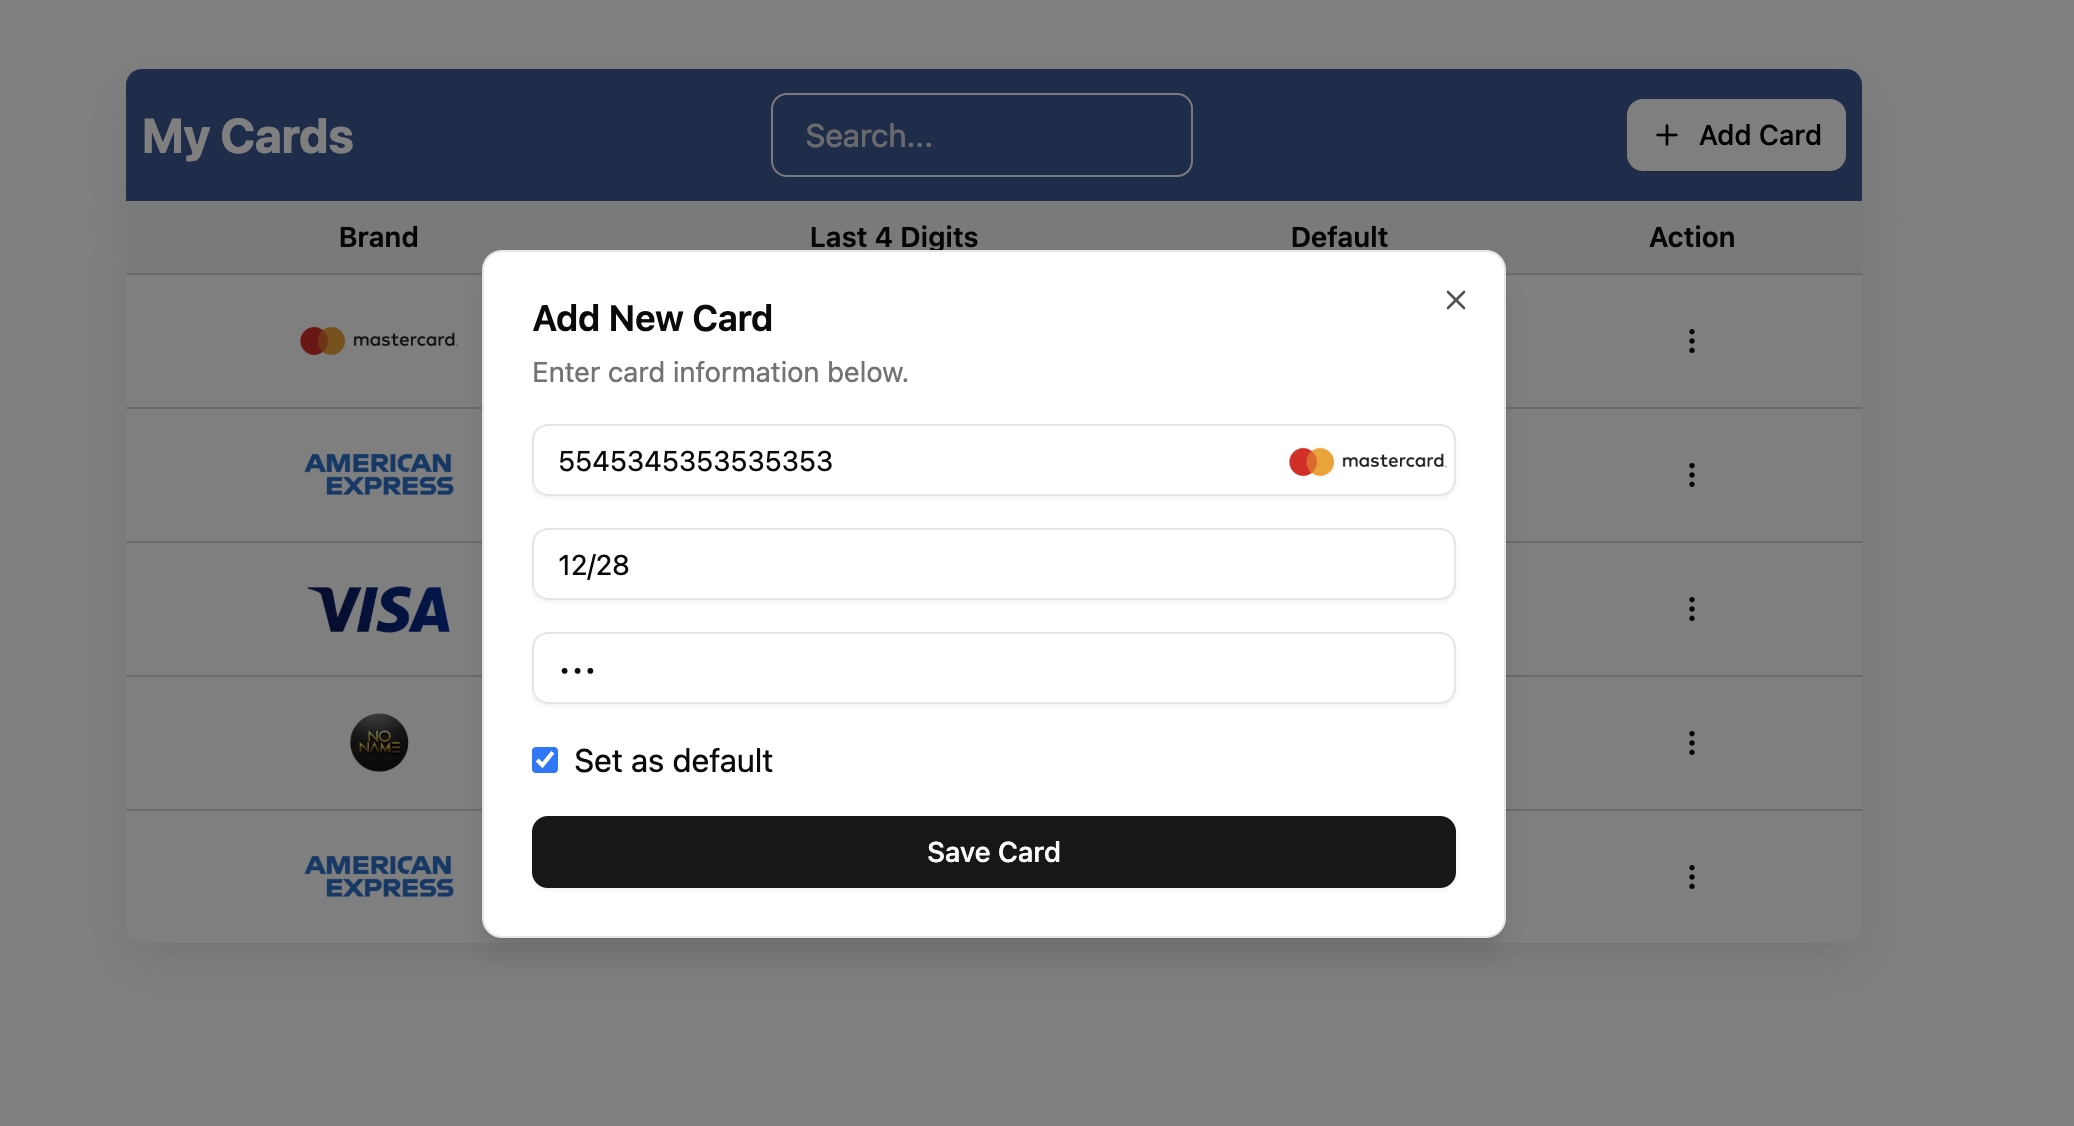 My Cards
Search...
+ Add Card
Brand Last 4 Digits Default Action
mastercard.
AMERICAN
EXPRESS
VISA
NO
NAME
AMERICAN
EXPRESS
Add New Card
Enter card information below.
5545345353535353 mastercard.
12/28
•••
Set as default
Save Card